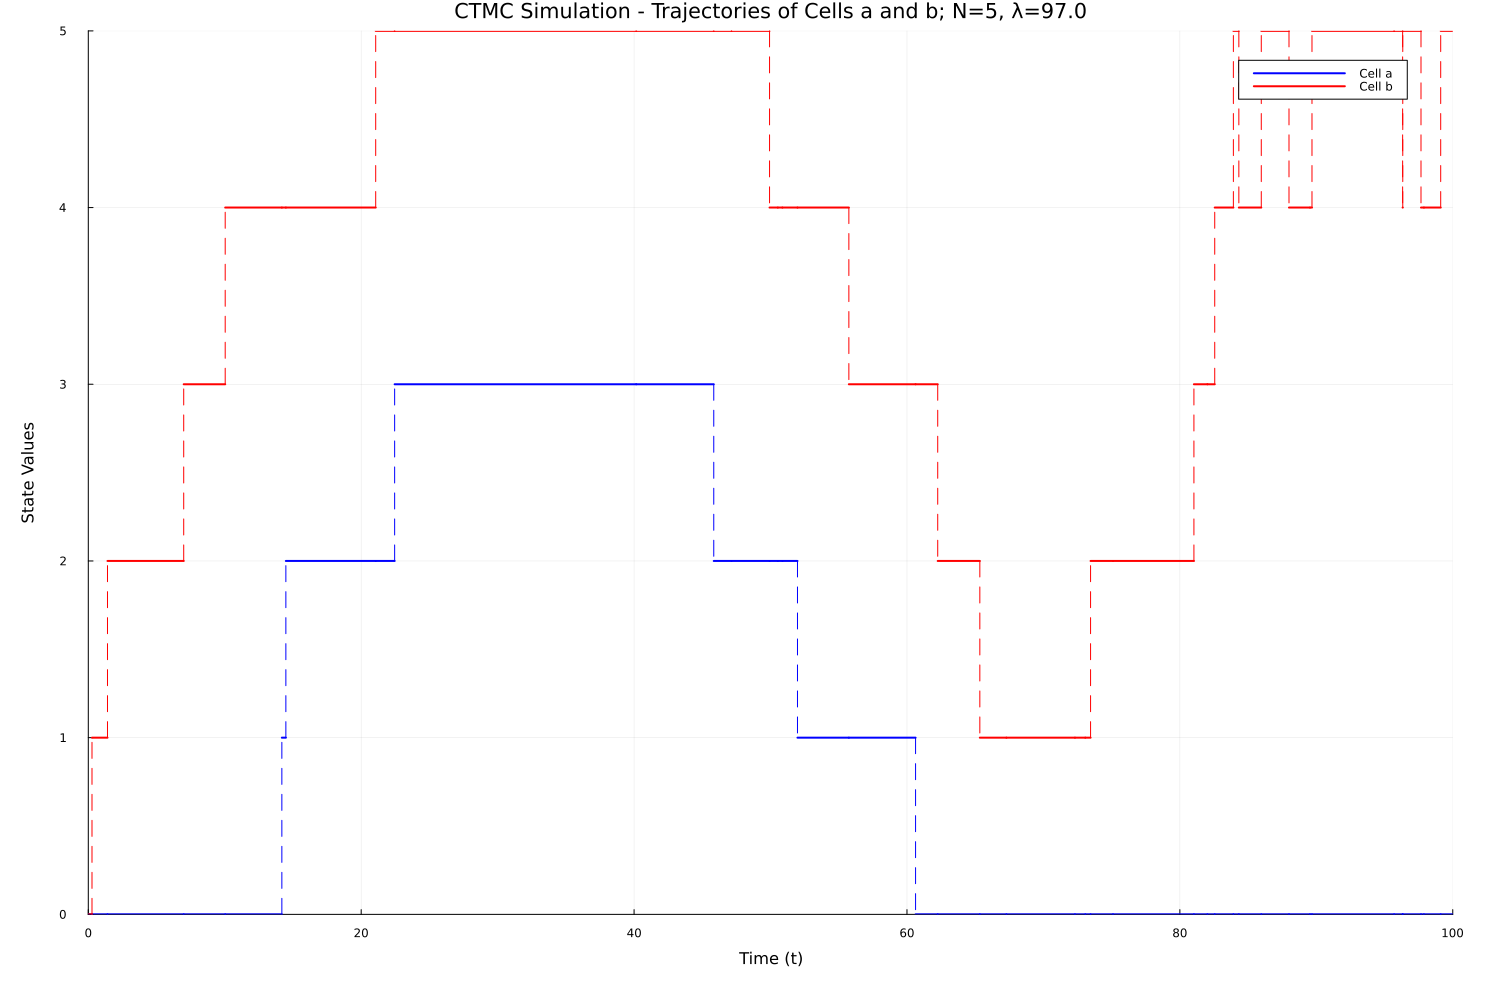 CTMC Simulation - Trajectories of Cells a and b; N=5, λ=97.0
5
4
3
2
1
0
State Values
Cell a
Cell b
0 20 40 60 80 100
Time (t)